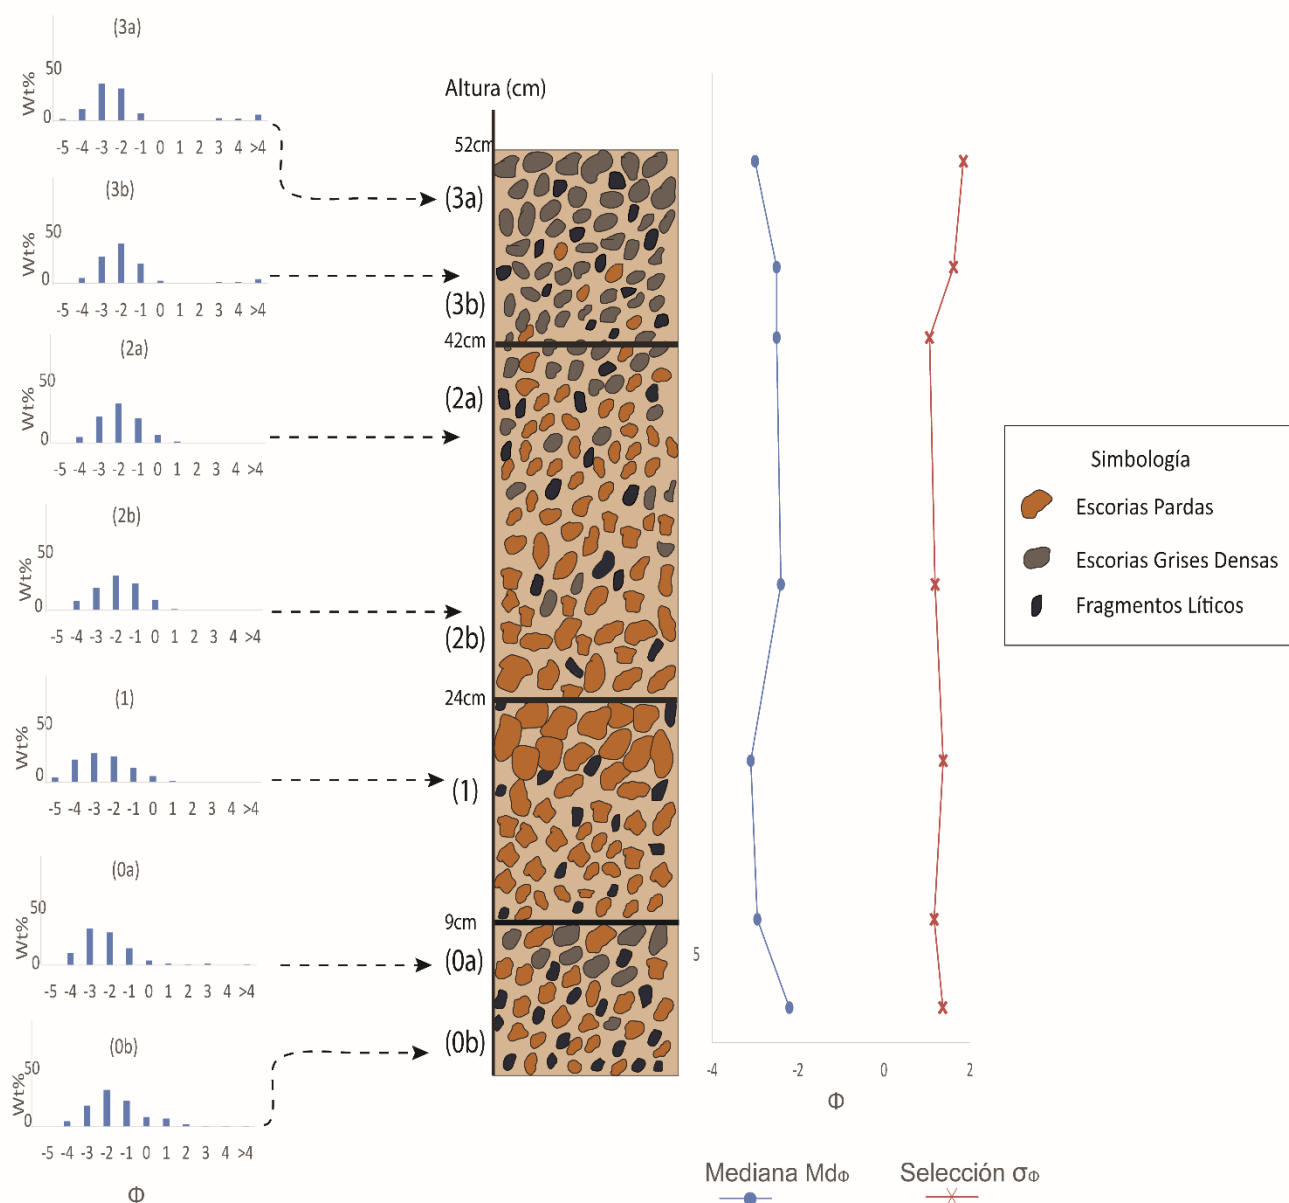 (3a)
Wt%
50
0
-5 -4 -3 -2 -1 0 1 2 3 4 >4
(3b)
Wt%
50
0
-5 -4 -3 -2 -1 0 1 2 3 4 >4
(2a)
Wt%
50
0
-5 -4 -3 -2 -1 0 1 2 3 4 >4
(2b)
Wt%
50
0
-5 -4 -3 -2 -1 0 1 2 3 4 >4
(1)
Wt%
50
0
-5 -4 -3 -2 -1 0 1 2 3 4 >4
(0a)
Wt%
50
0
-5 -4 -3 -2 -1 0 1 2 3 4 >4
(0b)
Wt%
50
0
-5 -4 -3 -2 -1 0 1 2 3 4 >4
Φ
Altura (cm)
52cm
(3a)
(3b)
42cm
(2a)
(2b)
24cm
(1)
9cm
(0a)
(0b)
5
-4 -2 0 2
Φ
Mediana MdΦ
Selección σΦ
Simbología
Escorias Pardas
Escorias Grises Densas
Fragmentos Líticos